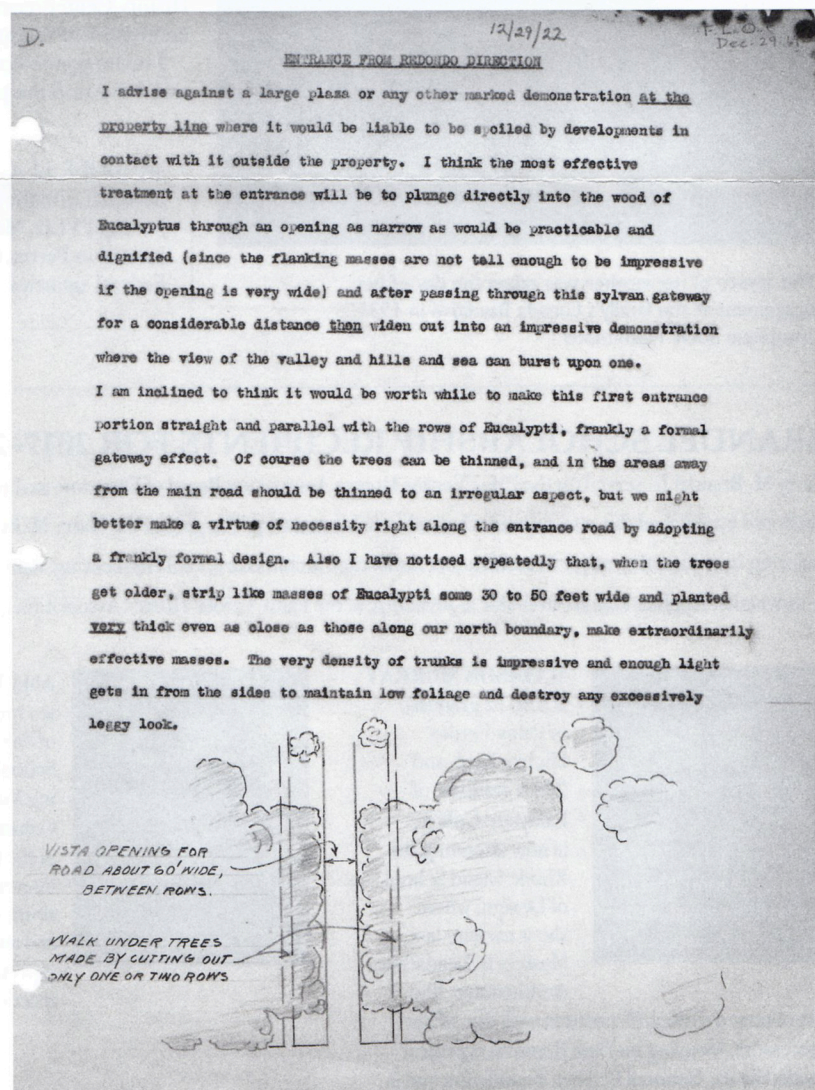 D.
12/29/22
F. L. O.
Dec. 29.
ENTRANCE FROM REDONDO DIRECTION
I advise against a large plaza or any other marked demonstration at the
property line where it would be liable to be spoiled by developments in
contact with it outside the property. I think the most effective
treatment at the entrance will be to plunge directly into the wood of
Eucalyptus through an opening as narrow as would be practicable and
dignified (since the flanking masses are not tall enough to be impressive
if the opening is very wide) and after passing through this sylvan gateway
for a considerable distance then widen out into an impressive demonstration
where the view of the valley and hills and sea can burst upon one.
I am inclined to think it would be worth while to make this first entrance
portion straight and parallel with the rows of Eucalypti, frankly a formal
gateway effect. Of course the trees can be thinned, and in the areas away
from the main road should be thinned to an irregular aspect, but we might
better make a virtue of necessity right along the entrance road by adopting
a frankly formal design. Also I have noticed repeatedly that, when the trees
get older, strip like masses of Eucalypti some 30 to 50 feet wide and planted
very thick even as close as those along our north boundary, make extraordinarily
effective masses. The very density of trunks is impressive and enough light
gets in from the sides to maintain low foliage and destroy any excessively
leggy look.
VISTA OPENING FOR
ROAD ABOUT 60' WIDE,
BETWEEN ROWS.
WALK UNDER TREES
MADE BY CUTTING OUT
ONLY ONE OR TWO ROWS